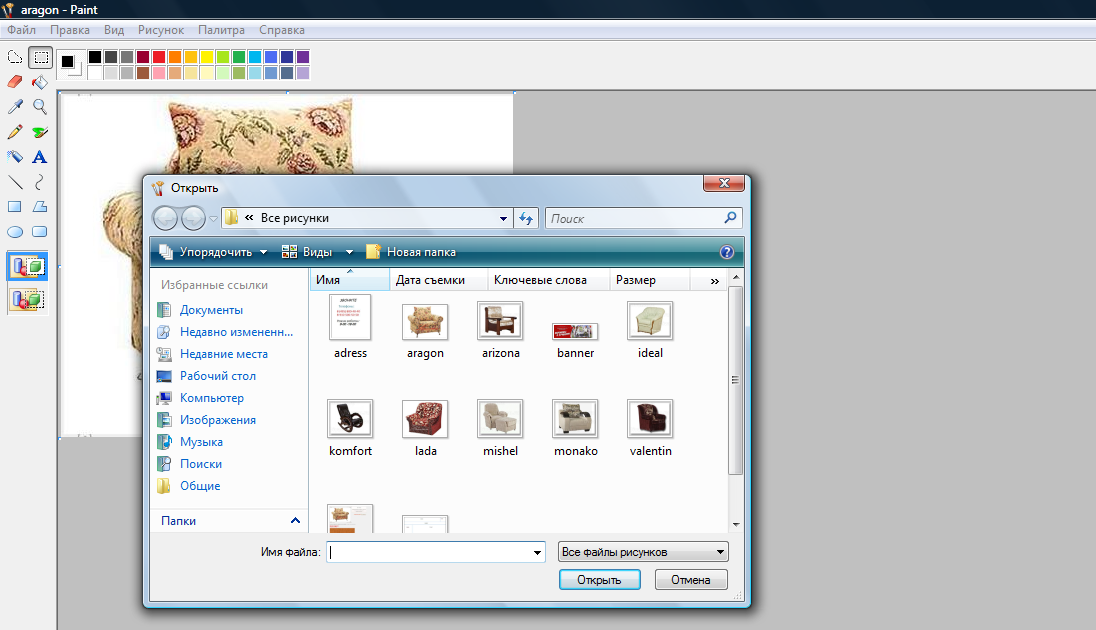 aragon - Paint
Файл Правка Вид Рисунок Палитра Справка
Открыть
« Все рисунки
Поиск
Упорядочить Виды Новая папка
Избранные ссылки
Документы
Недавно измененн...
Недавние места
Рабочий стол
Компьютер
Изображения
Музыка
Поиски
Общие
Папки
Имя Дата съемки Ключевые слова Размер »
adress aragon arizona banner ideal
komfort lada mishel monako valentin
Имя файла:
Все файлы рисунков
Открыть Отмена